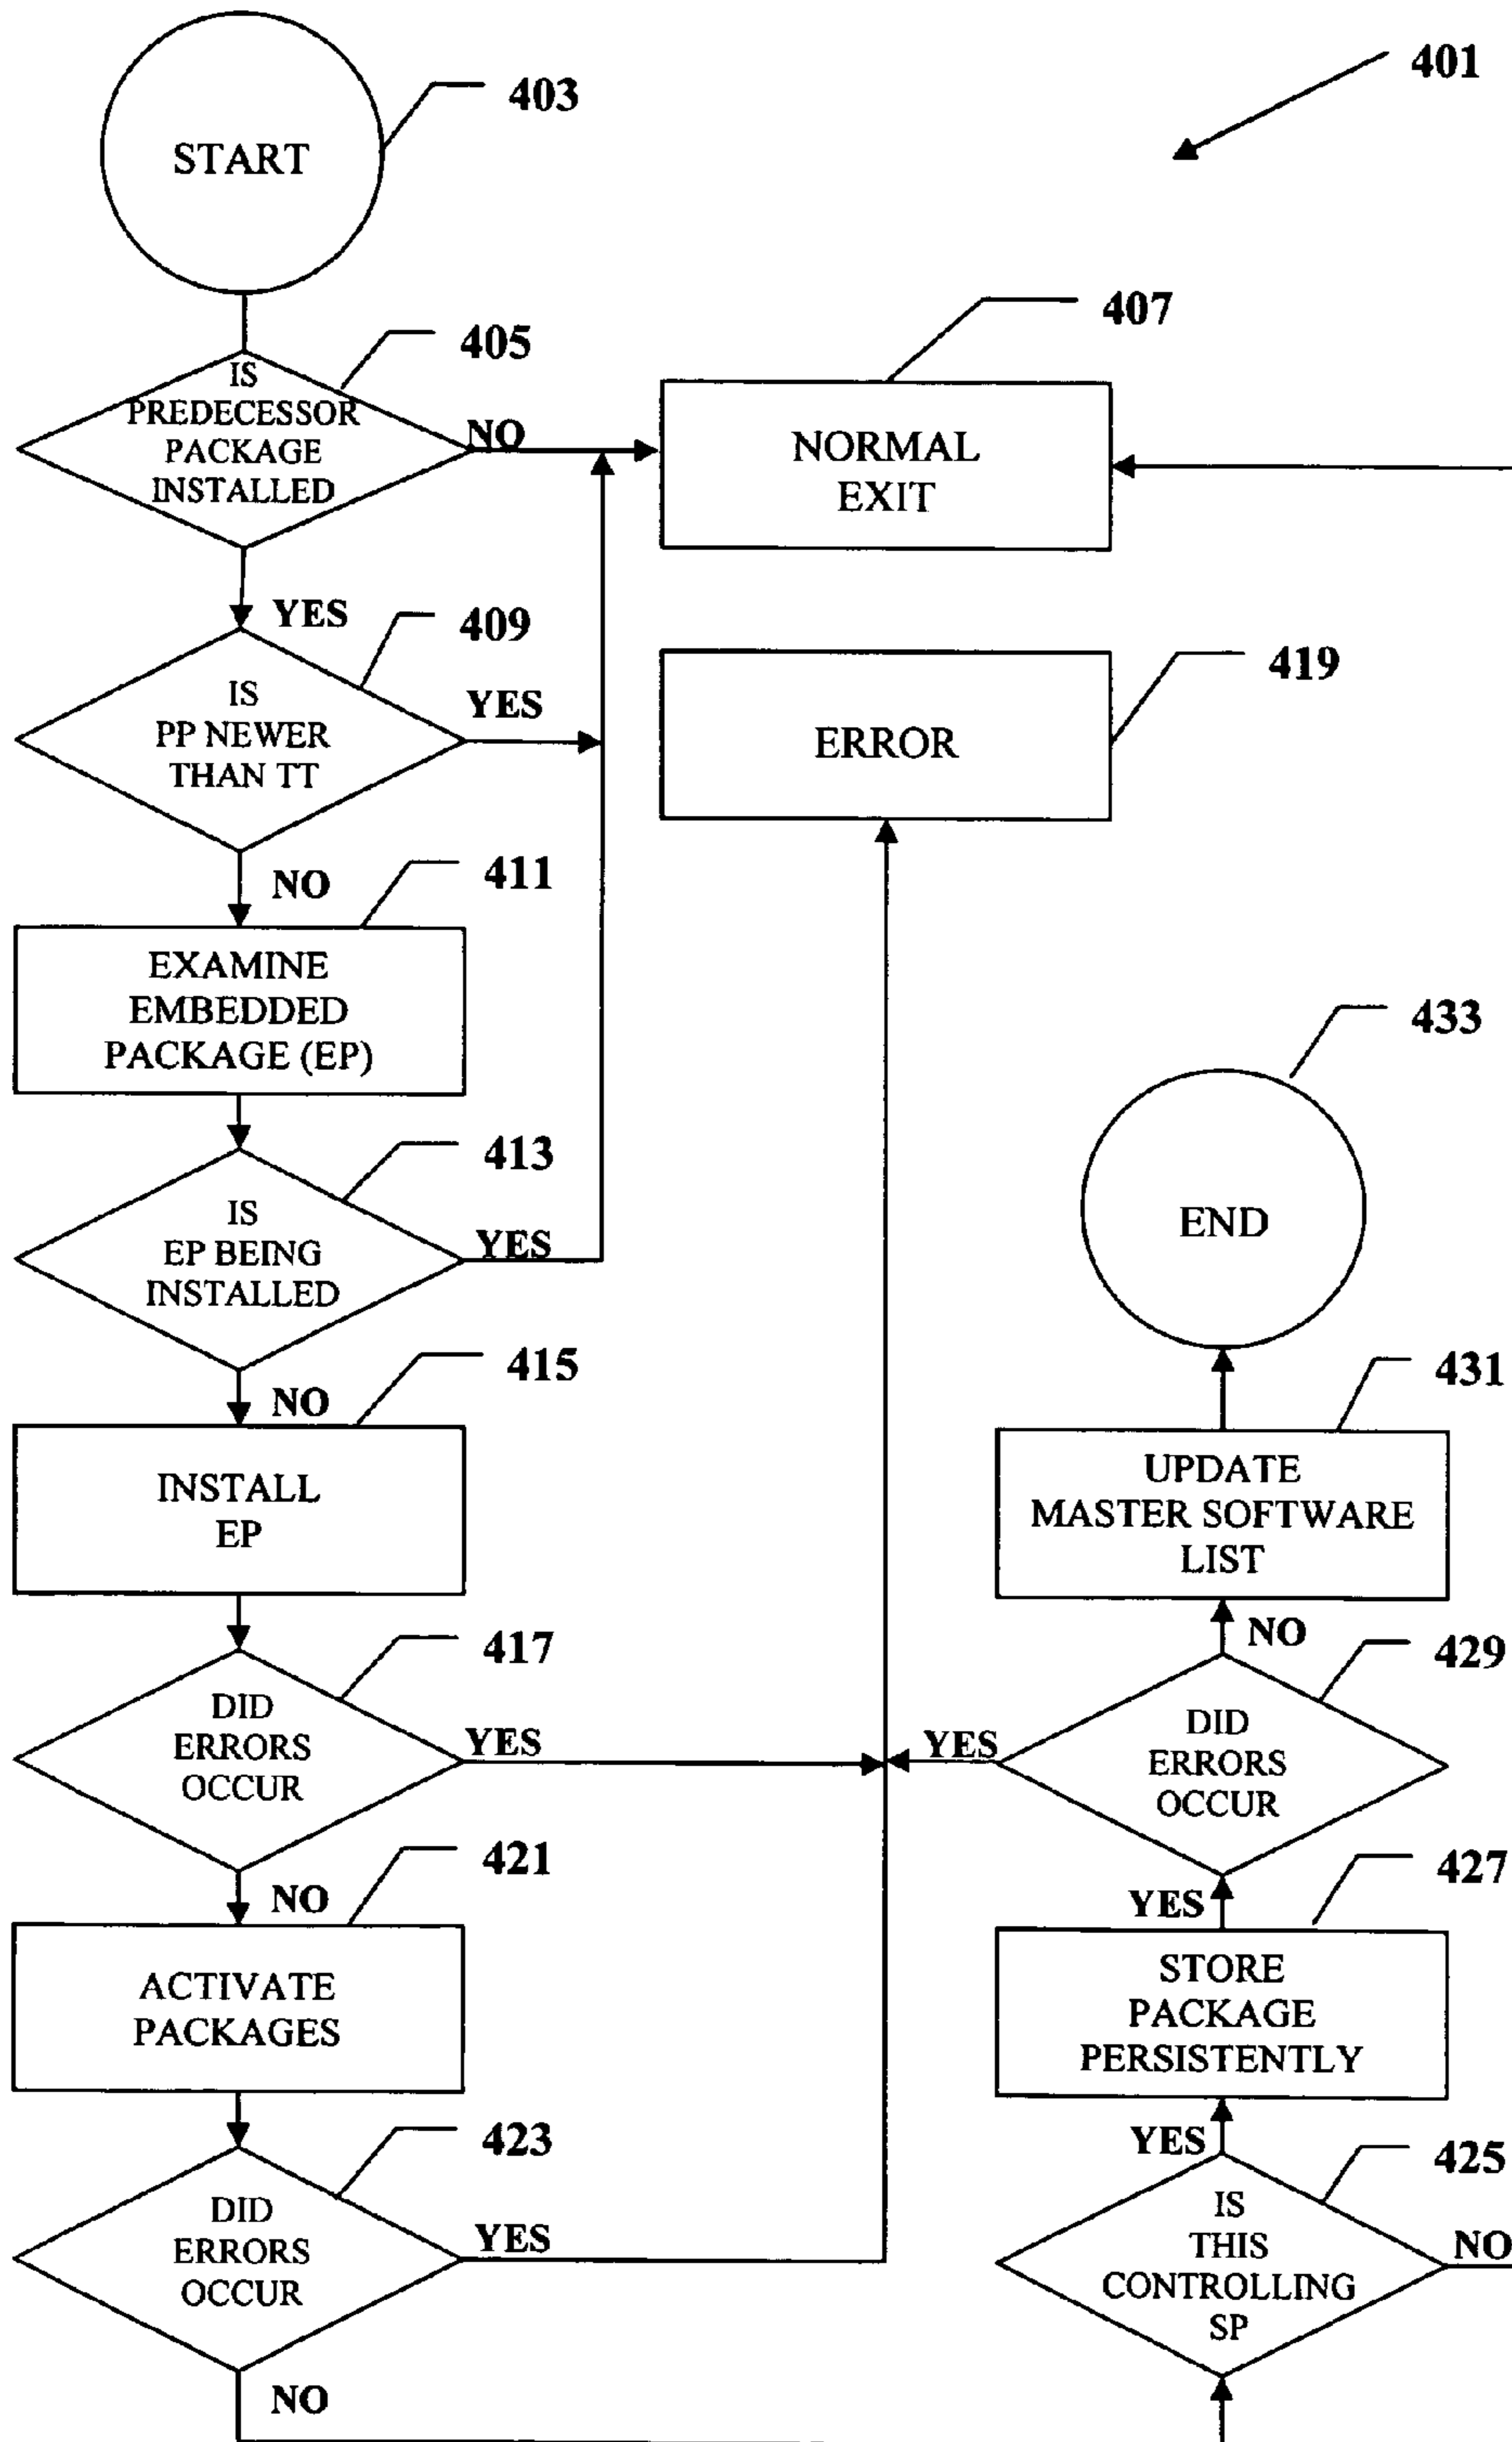 401
403
START
405
IS
PREDECESSOR
PACKAGE
INSTALLED
NO
407
NORMAL
EXIT
YES
409
IS
PP NEWER
THAN TT
YES
419
ERROR
NO
411
EXAMINE
EMBEDDED
PACKAGE (EP)
413
IS
EP BEING
INSTALLED
YES
NO
415
INSTALL
EP
417
DID
ERRORS
OCCUR
YES
NO
421
ACTIVATE
PACKAGES
423
DID
ERRORS
OCCUR
YES
NO
433
END
431
UPDATE
MASTER SOFTWARE
LIST
NO
429
DID
ERRORS
OCCUR
YES
427
YES
STORE
PACKAGE
PERSISTENTLY
YES
425
IS
THIS
CONTROLLING
SP
NO